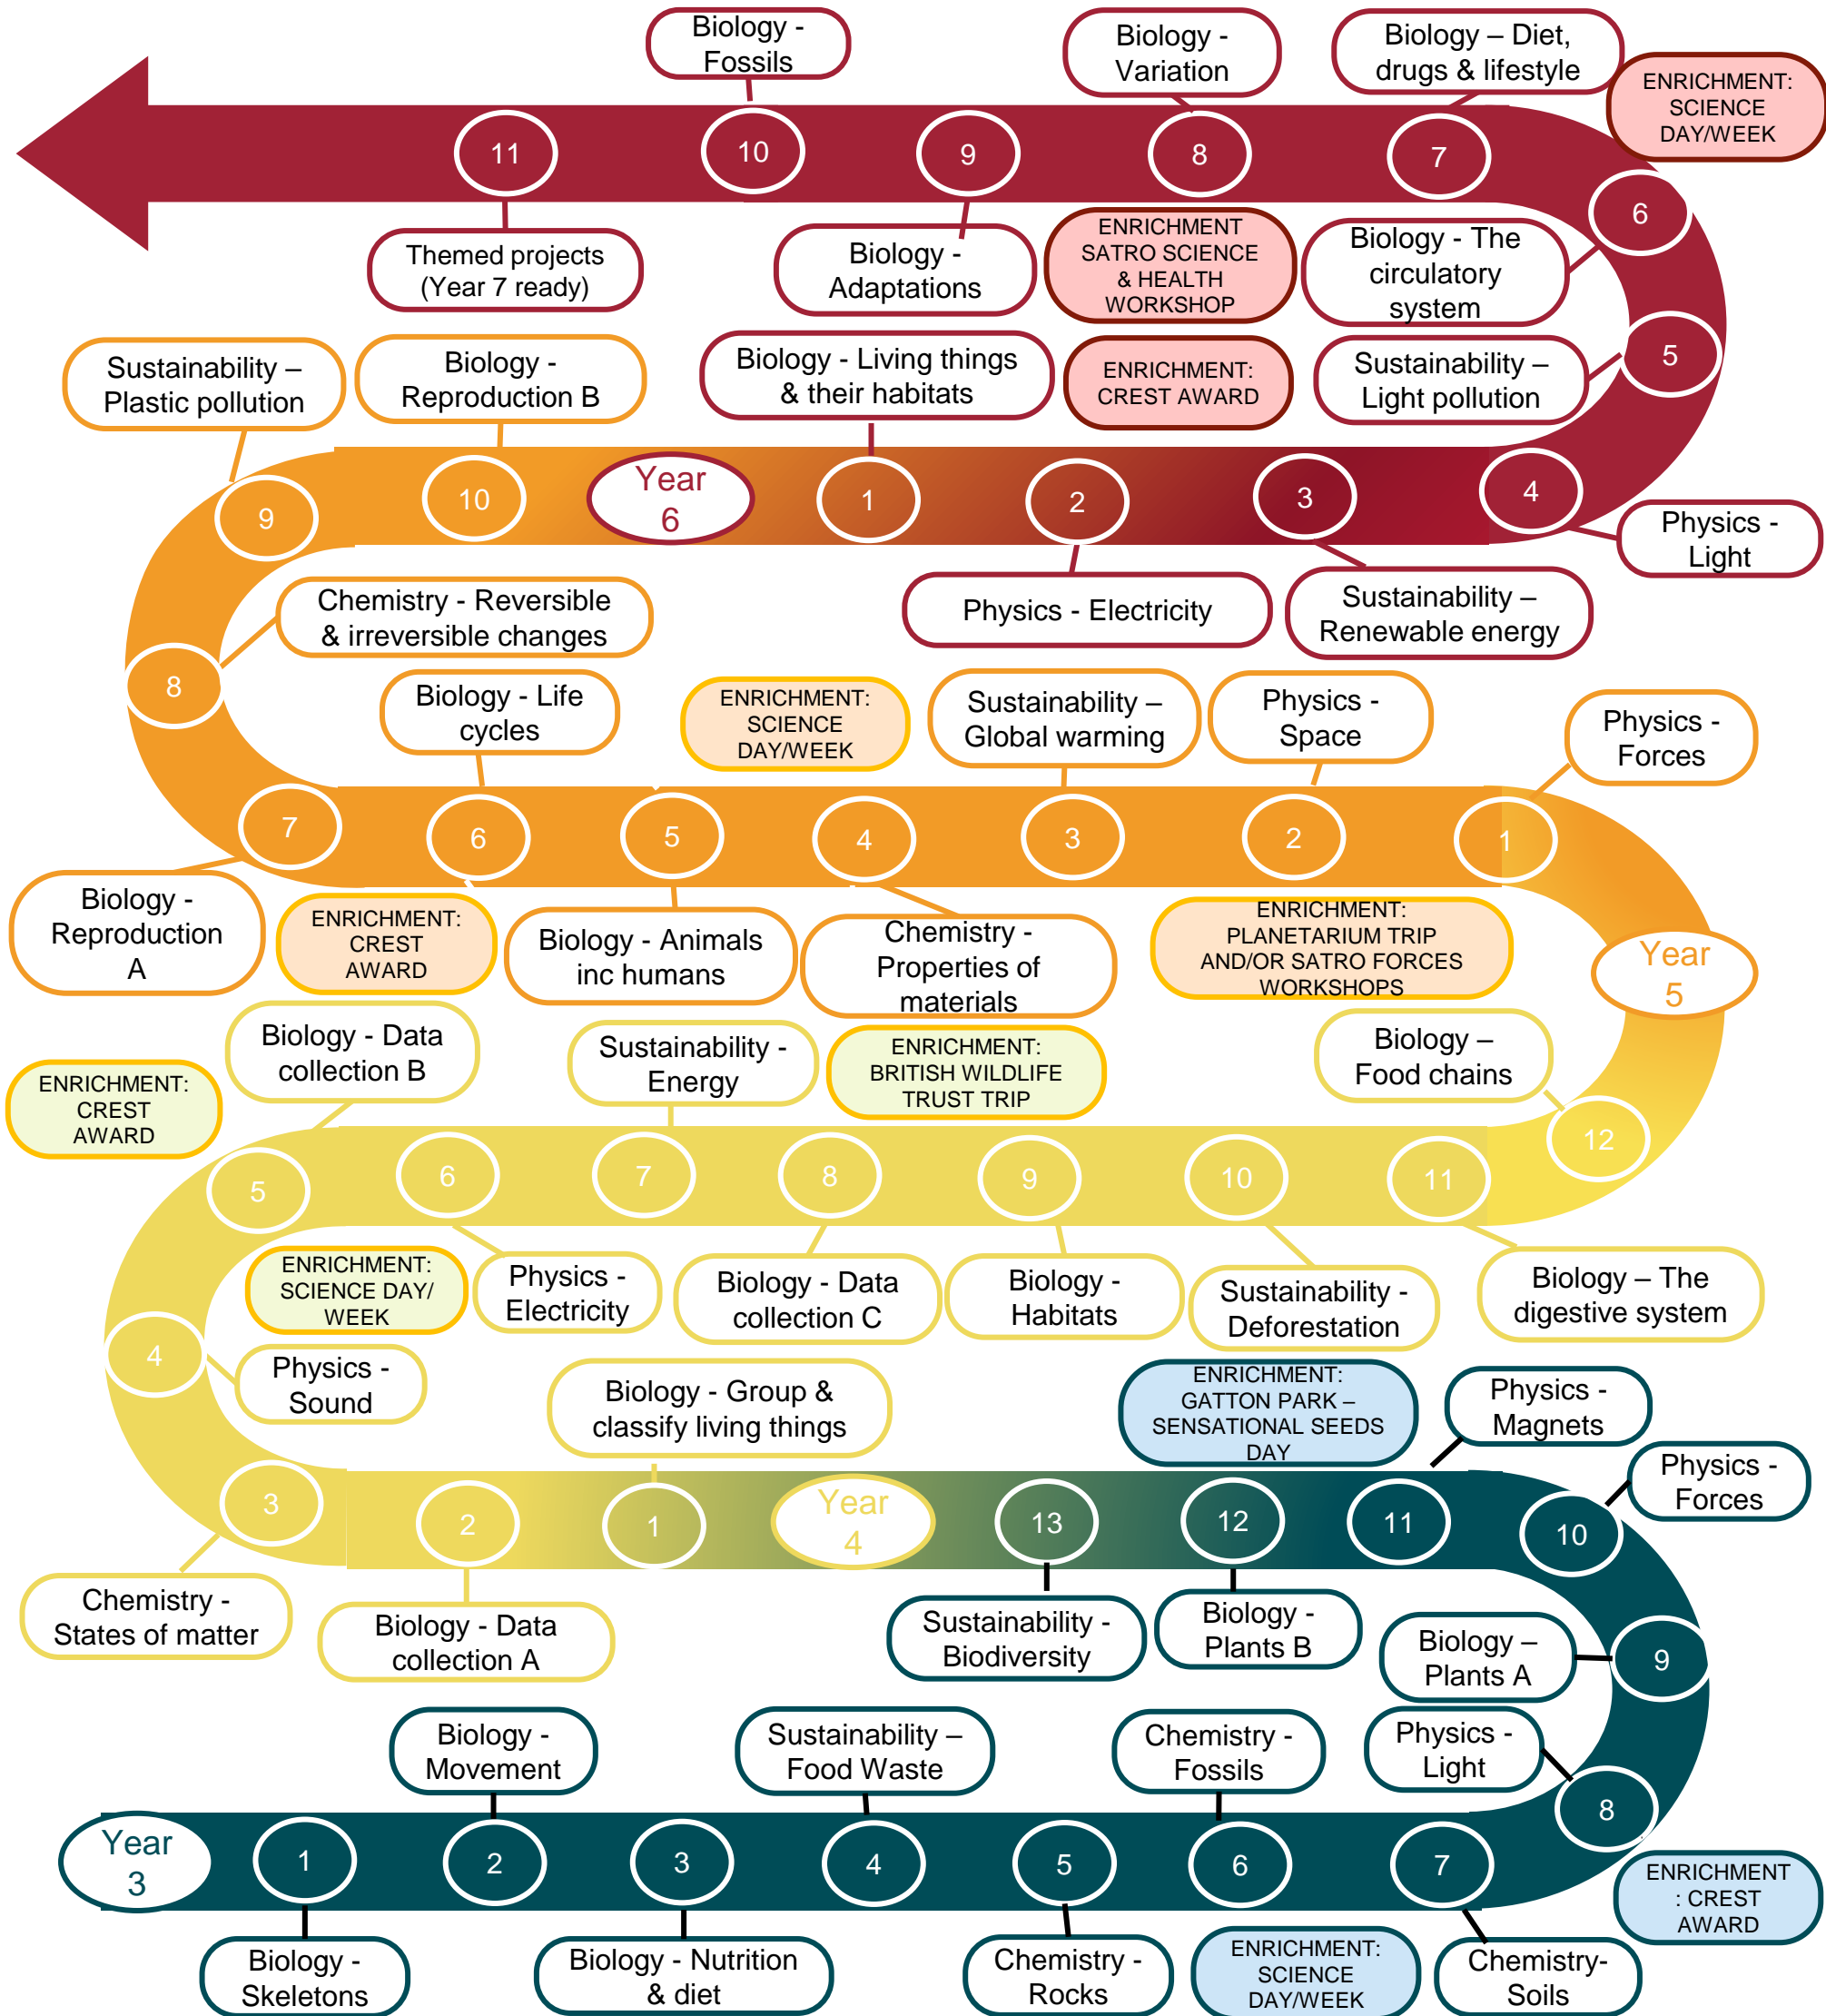 Biology -
Fossils
Biology -
Variation
Biology – Diet,
drugs & lifestyle
ENRICHMENT:
SCIENCE
DAY/WEEK
11
10
9
8
7
6
Themed projects
(Year 7 ready)
Biology -
Adaptations
ENRICHMENT
SATRO SCIENCE
& HEALTH
WORKSHOP
Biology - The
circulatory
system
5
Sustainability –
Plastic pollution
Biology -
Reproduction B
Biology - Living things
& their habitats
ENRICHMENT:
CREST AWARD
Sustainability –
Light pollution
9
10
Year
6
1
2
3
4
Physics -
Light
Chemistry - Reversible
& irreversible changes
Physics - Electricity
Sustainability –
Renewable energy
8
Biology - Life
cycles
ENRICHMENT:
SCIENCE
DAY/WEEK
Sustainability –
Global warming
Physics -
Space
Physics -
Forces
7
6
5
4
3
2
1
Biology -
Reproduction
A
ENRICHMENT:
CREST
AWARD
Biology - Animals
inc humans
Chemistry -
Properties of
materials
ENRICHMENT:
PLANETARIUM TRIP
AND/OR SATRO FORCES
WORKSHOPS
Year
5
ENRICHMENT:
CREST
AWARD
Biology - Data
collection B
Sustainability -
Energy
ENRICHMENT:
BRITISH WILDLIFE
TRUST TRIP
Biology –
Food chains
5
6
7
8
9
10
11
12
ENRICHMENT:
SCIENCE DAY/
WEEK
Physics -
Electricity
Biology - Data
collection C
Biology -
Habitats
Sustainability -
Deforestation
Biology – The
digestive system
4
Physics -
Sound
Biology - Group &
classify living things
ENRICHMENT:
GATTON PARK –
SENSATIONAL SEEDS
DAY
Physics -
Magnets
Physics -
Forces
3
2
1
Year
4
13
12
11
10
Chemistry -
States of matter
Biology - Data
collection A
Sustainability -
Biodiversity
Biology -
Plants B
Biology –
Plants A
9
Biology -
Movement
Sustainability –
Food Waste
Chemistry -
Fossils
Physics -
Light
Year
3
1
2
3
4
5
6
7
8
Biology -
Skeletons
Biology - Nutrition
& diet
Chemistry -
Rocks
ENRICHMENT:
SCIENCE
DAY/WEEK
Chemistry-
Soils
ENRICHMENT
: CREST
AWARD